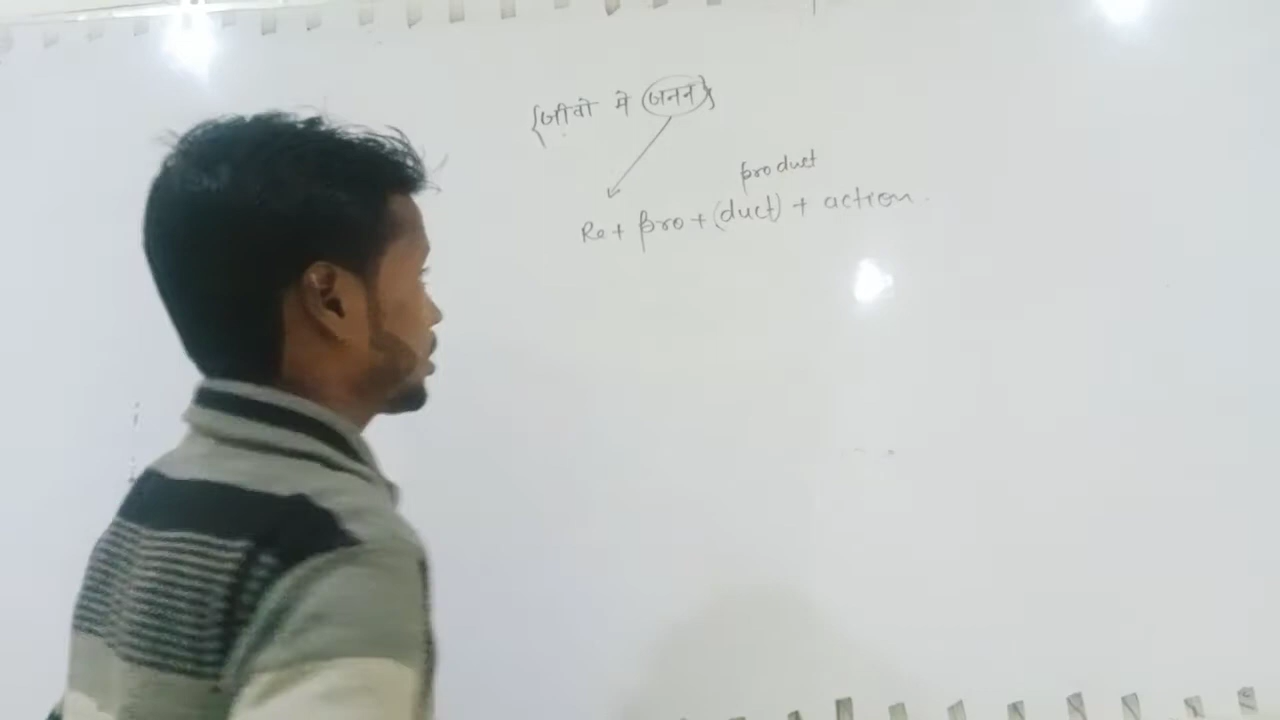 {जीवो मे जनन}
product
Re + pro + (duct) + action